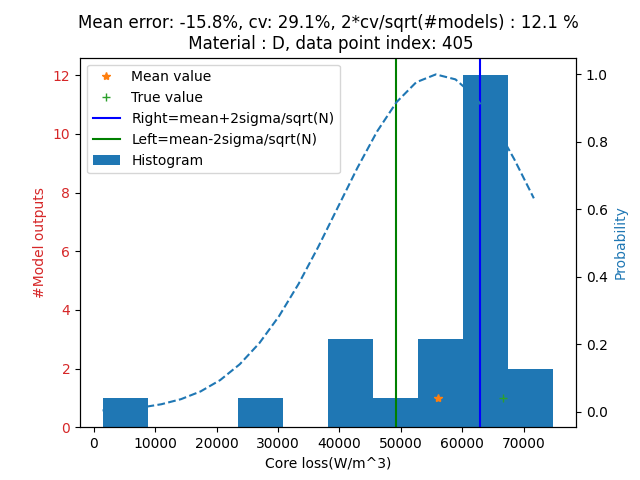 Mean error: -15.8%, cv: 29.1%, 2*cv/sqrt(#models) : 12.1 %
Material : D, data point index: 405
Mean value
True value
Right=mean+2sigma/sqrt(N)
Left=mean-2sigma/sqrt(N)
Histogram
12
10
8
6
4
2
0
#Model outputs
1.0
0.8
0.6
0.4
0.2
0.0
Probability
0 10000 20000 30000 40000 50000 60000 70000
Core loss(W/m^3)